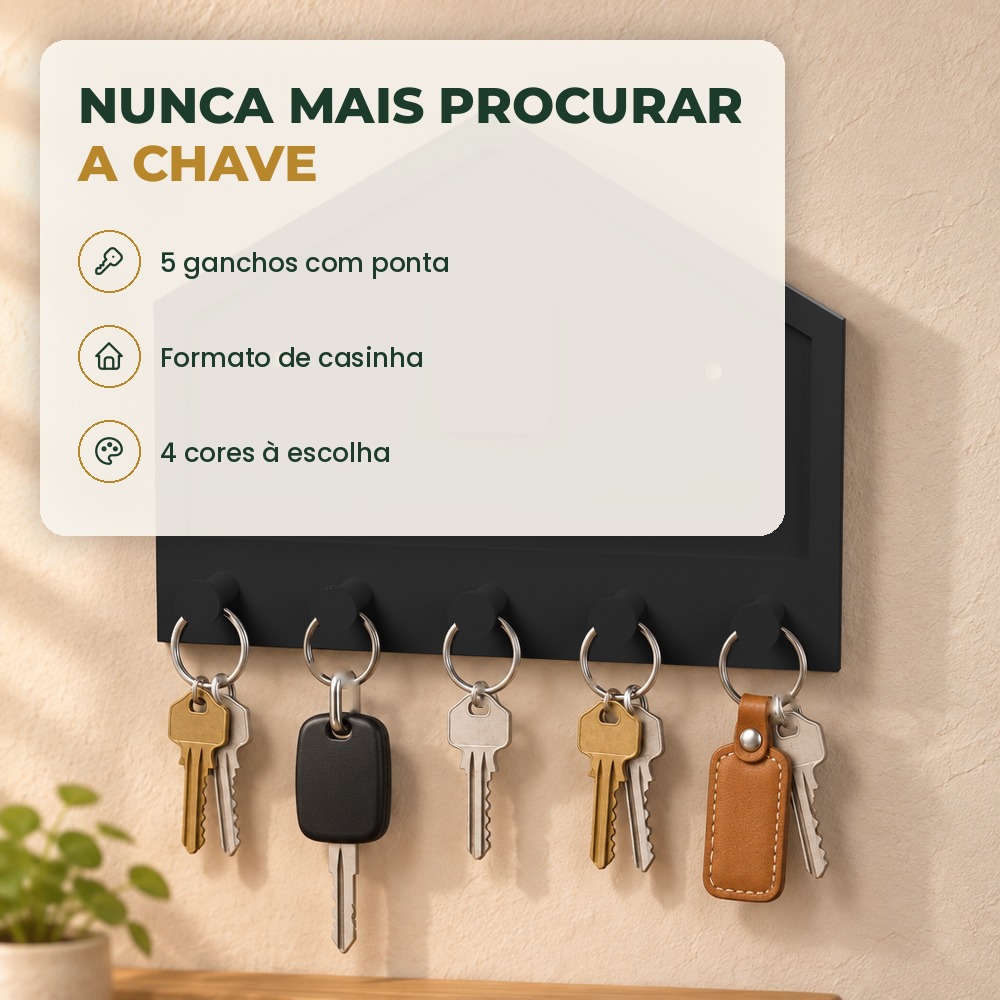 NUNCA MAIS PROCURAR
A CHAVE
5 ganchos com ponta
Formato de casinha
4 cores à escolha